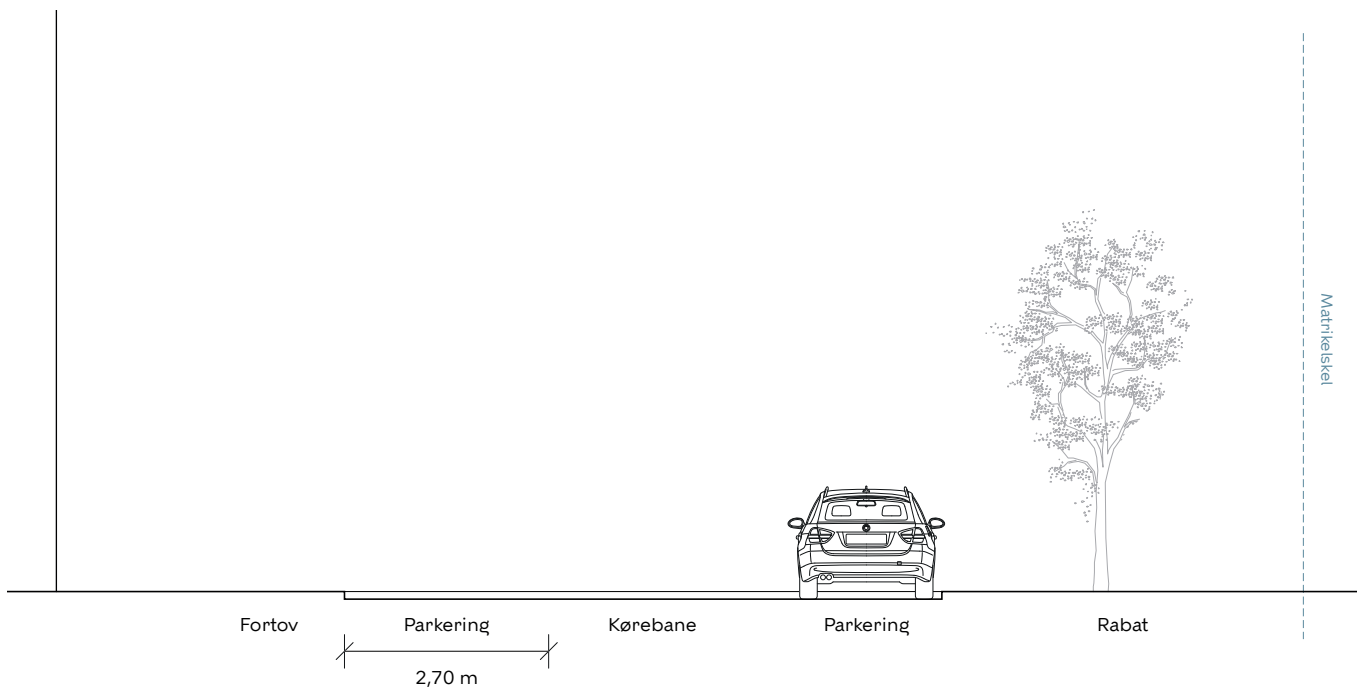 Matrikelskel
Fortov
Parkering
Kørebane
Parkering
Rabat
2,70 m